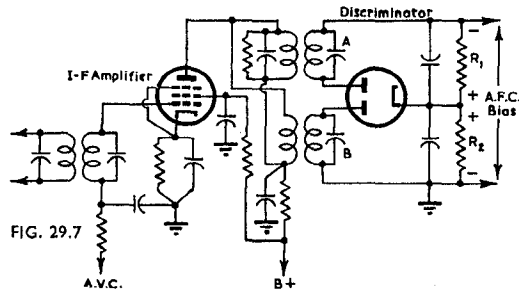 Discriminator
I-F Amplifier
A
B
R₁
R₂
−
+
+
−
A.F.C.
Bias
FIG. 29.7
A.V.C.
B+